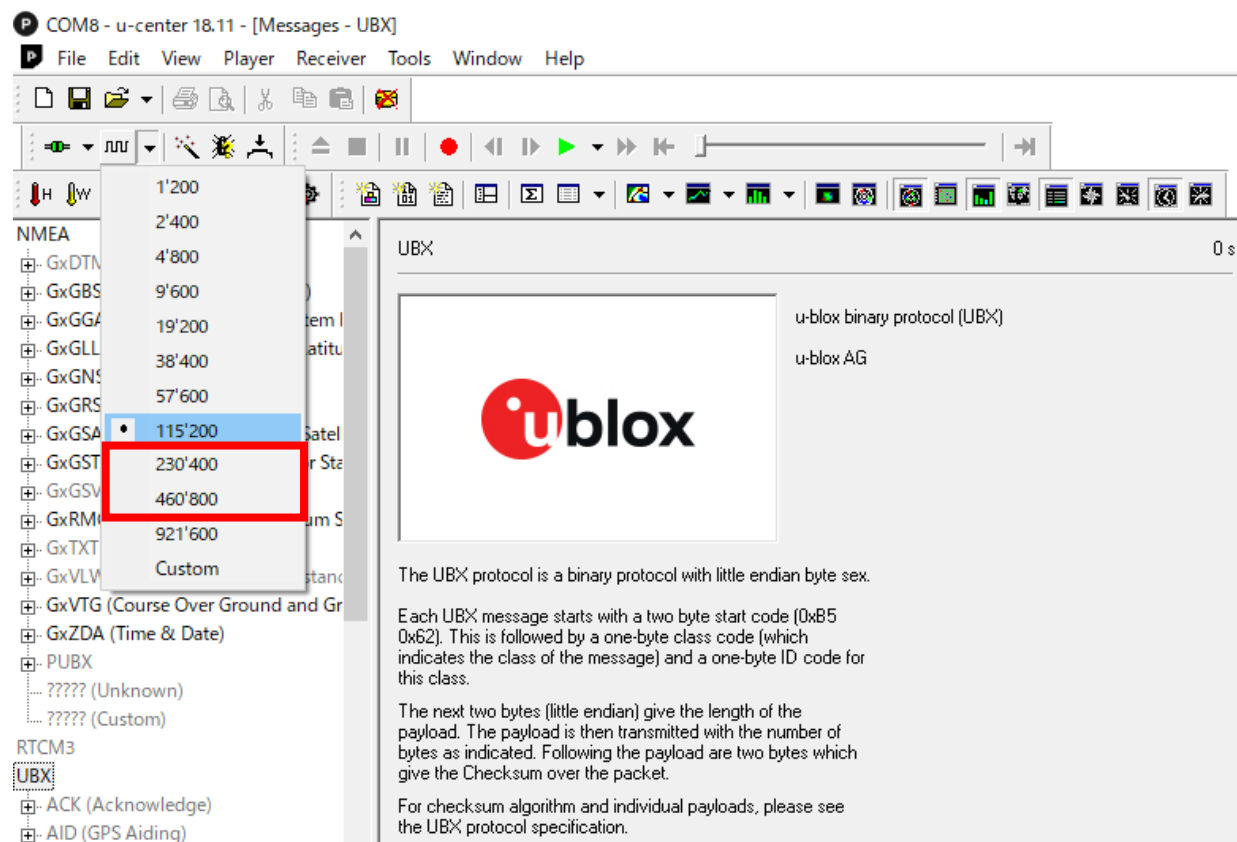 COM8 - u-center 18.11 - [Messages - UBX]
File Edit View Player Receiver Tools Window Help
H W
1'200
2'400
4'800
9'600
19'200
38'400
57'600
115'200
230'400
460'800
921'600
Custom
NMEA
GxDTM
GxGBS )
GxGGA tem I
GxGLL atitu
GxGNS
GxGRS
GxGSA Satel
GxGST r Sta
GxGSV
GxRMC um S
GxTXT
GxVLW stanc
GxVTG (Course Over Ground and Gr
GxZDA (Time & Date)
PUBX
????? (Unknown)
????? (Custom)
RTCM3
UBX
ACK (Acknowledge)
AID (GPS Aiding)
UBX 0 s
ublox
u-blox binary protocol (UBX)
u-blox AG
The UBX protocol is a binary protocol with little endian byte sex.
Each UBX message starts with a two byte start code (0xB5
0x62). This is followed by a one-byte class code (which
indicates the class of the message) and a one-byte ID code for
this class.
The next two bytes (little endian) give the length of the
payload. The payload is then transmitted with the number of
bytes as indicated. Following the payload are two bytes which
give the Checksum over the packet.
For checksum algorithm and individual payloads, please see
the UBX protocol specification.